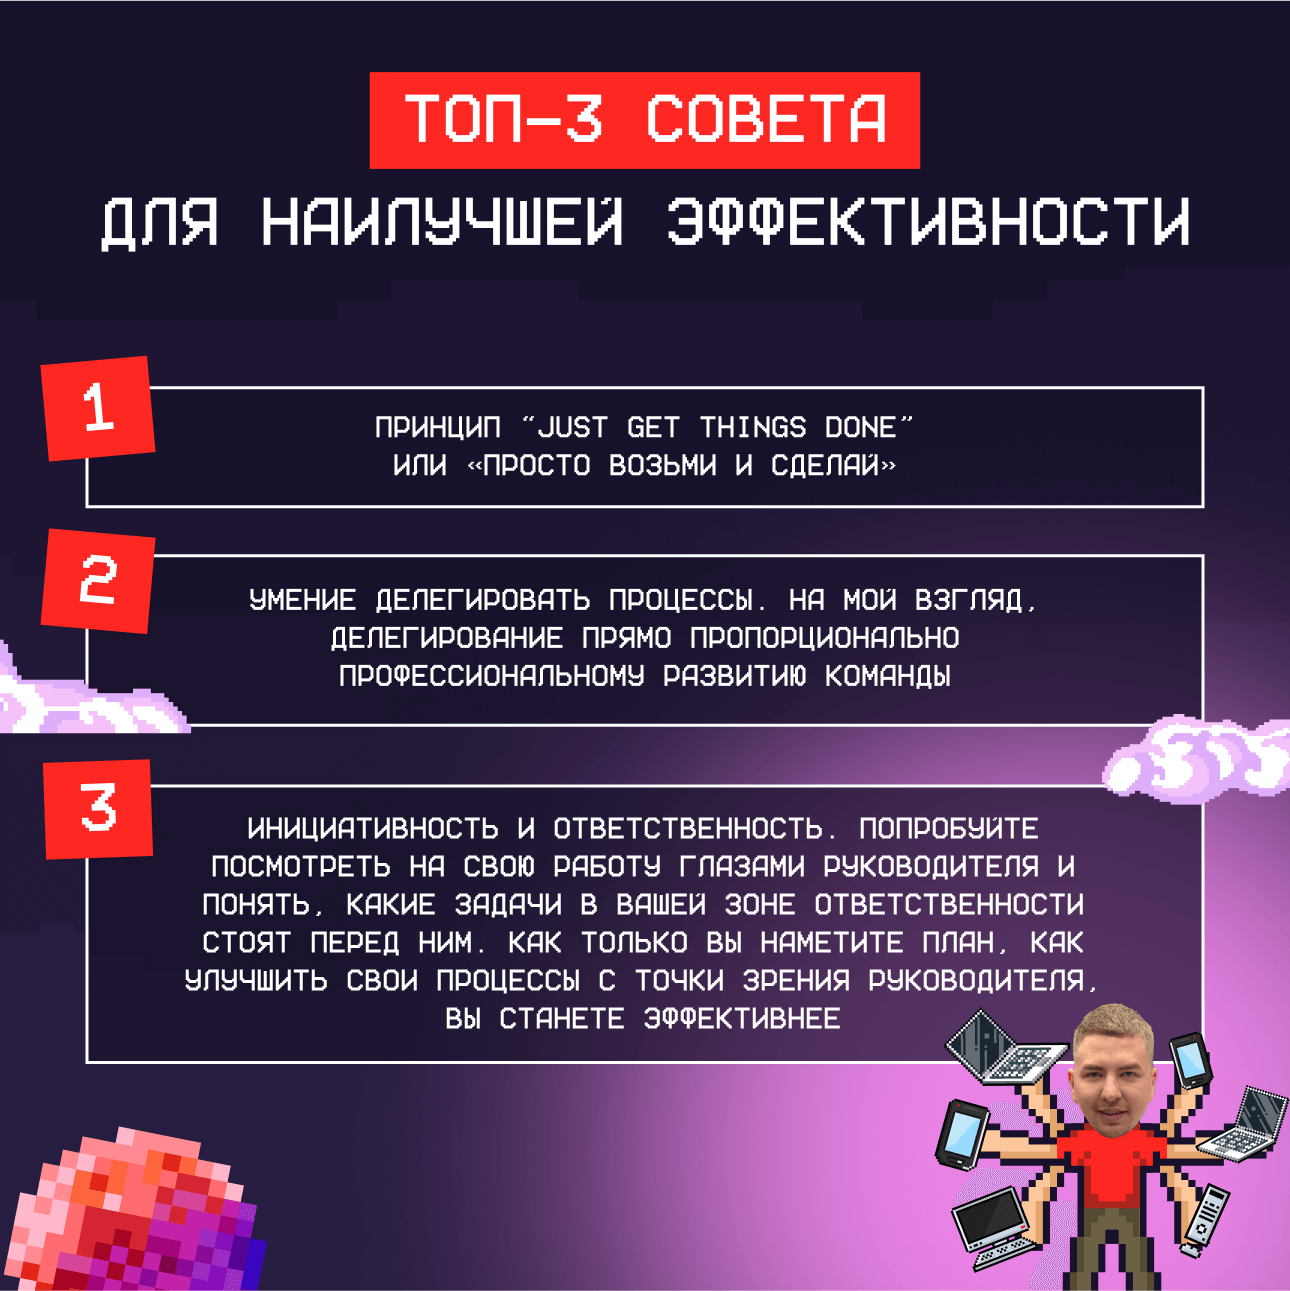 ТОП-3 СОВЕТА
ДЛЯ НАИЛУЧШЕЙ ЭФФЕКТИВНОСТИ
1
ПРИНЦИП “JUST GET THINGS DONE”
ИЛИ «ПРОСТО ВОЗЬМИ И СДЕЛАЙ»
2
УМЕНИЕ ДЕЛЕГИРОВАТЬ ПРОЦЕССЫ. НА МОЙ ВЗГЛЯД,
ДЕЛЕГИРОВАНИЕ ПРЯМО ПРОПОРЦИОНАЛЬНО
ПРОФЕССИОНАЛЬНОМУ РАЗВИТИЮ КОМАНДЫ
3
ИНИЦИАТИВНОСТЬ И ОТВЕТСТВЕННОСТЬ. ПОПРОБУЙТЕ
ПОСМОТРЕТЬ НА СВОЮ РАБОТУ ГЛАЗАМИ РУКОВОДИТЕЛЯ И
ПОНЯТЬ, КАКИЕ ЗАДАЧИ В ВАШЕЙ ЗОНЕ ОТВЕТСТВЕННОСТИ
СТОЯТ ПЕРЕД НИМ. КАК ТОЛЬКО ВЫ НАМЕТИТЕ ПЛАН, КАК
УЛУЧШИТЬ СВОИ ПРОЦЕССЫ С ТОЧКИ ЗРЕНИЯ РУКОВОДИТЕЛЯ,
ВЫ СТАНЕТЕ ЭФФЕКТИВНЕЕ